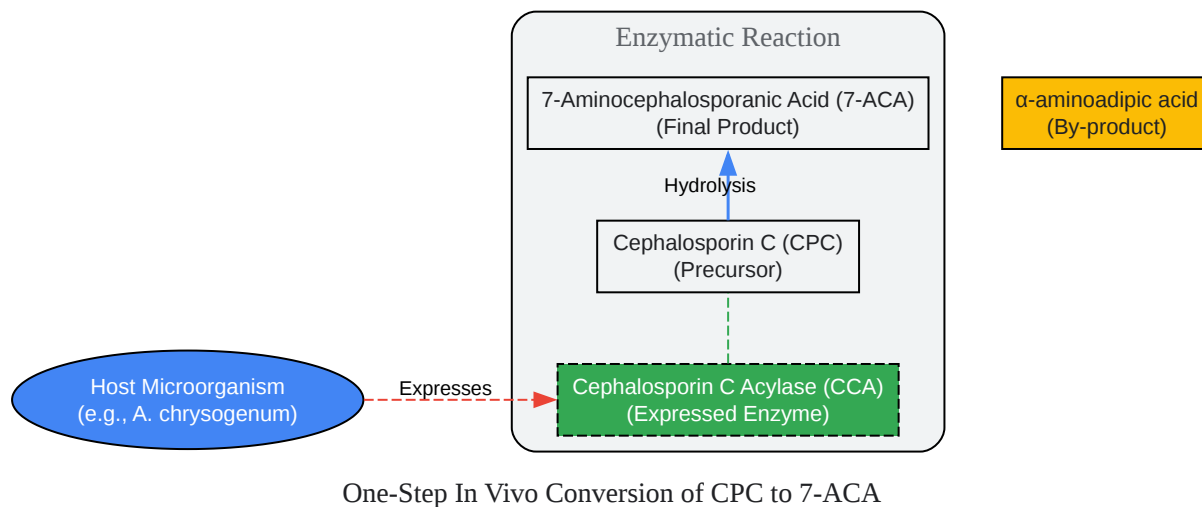 Enzymatic Reaction
7-Aminocephalosporanic Acid (7-ACA)
(Final Product)
α-aminoadipic acid
(By-product)
Hydrolysis
Cephalosporin C (CPC)
(Precursor)
Host Microorganism
(e.g., A. chrysogenum)
Expresses
Cephalosporin C Acylase (CCA)
(Expressed Enzyme)
One-Step In Vivo Conversion of CPC to 7-ACA